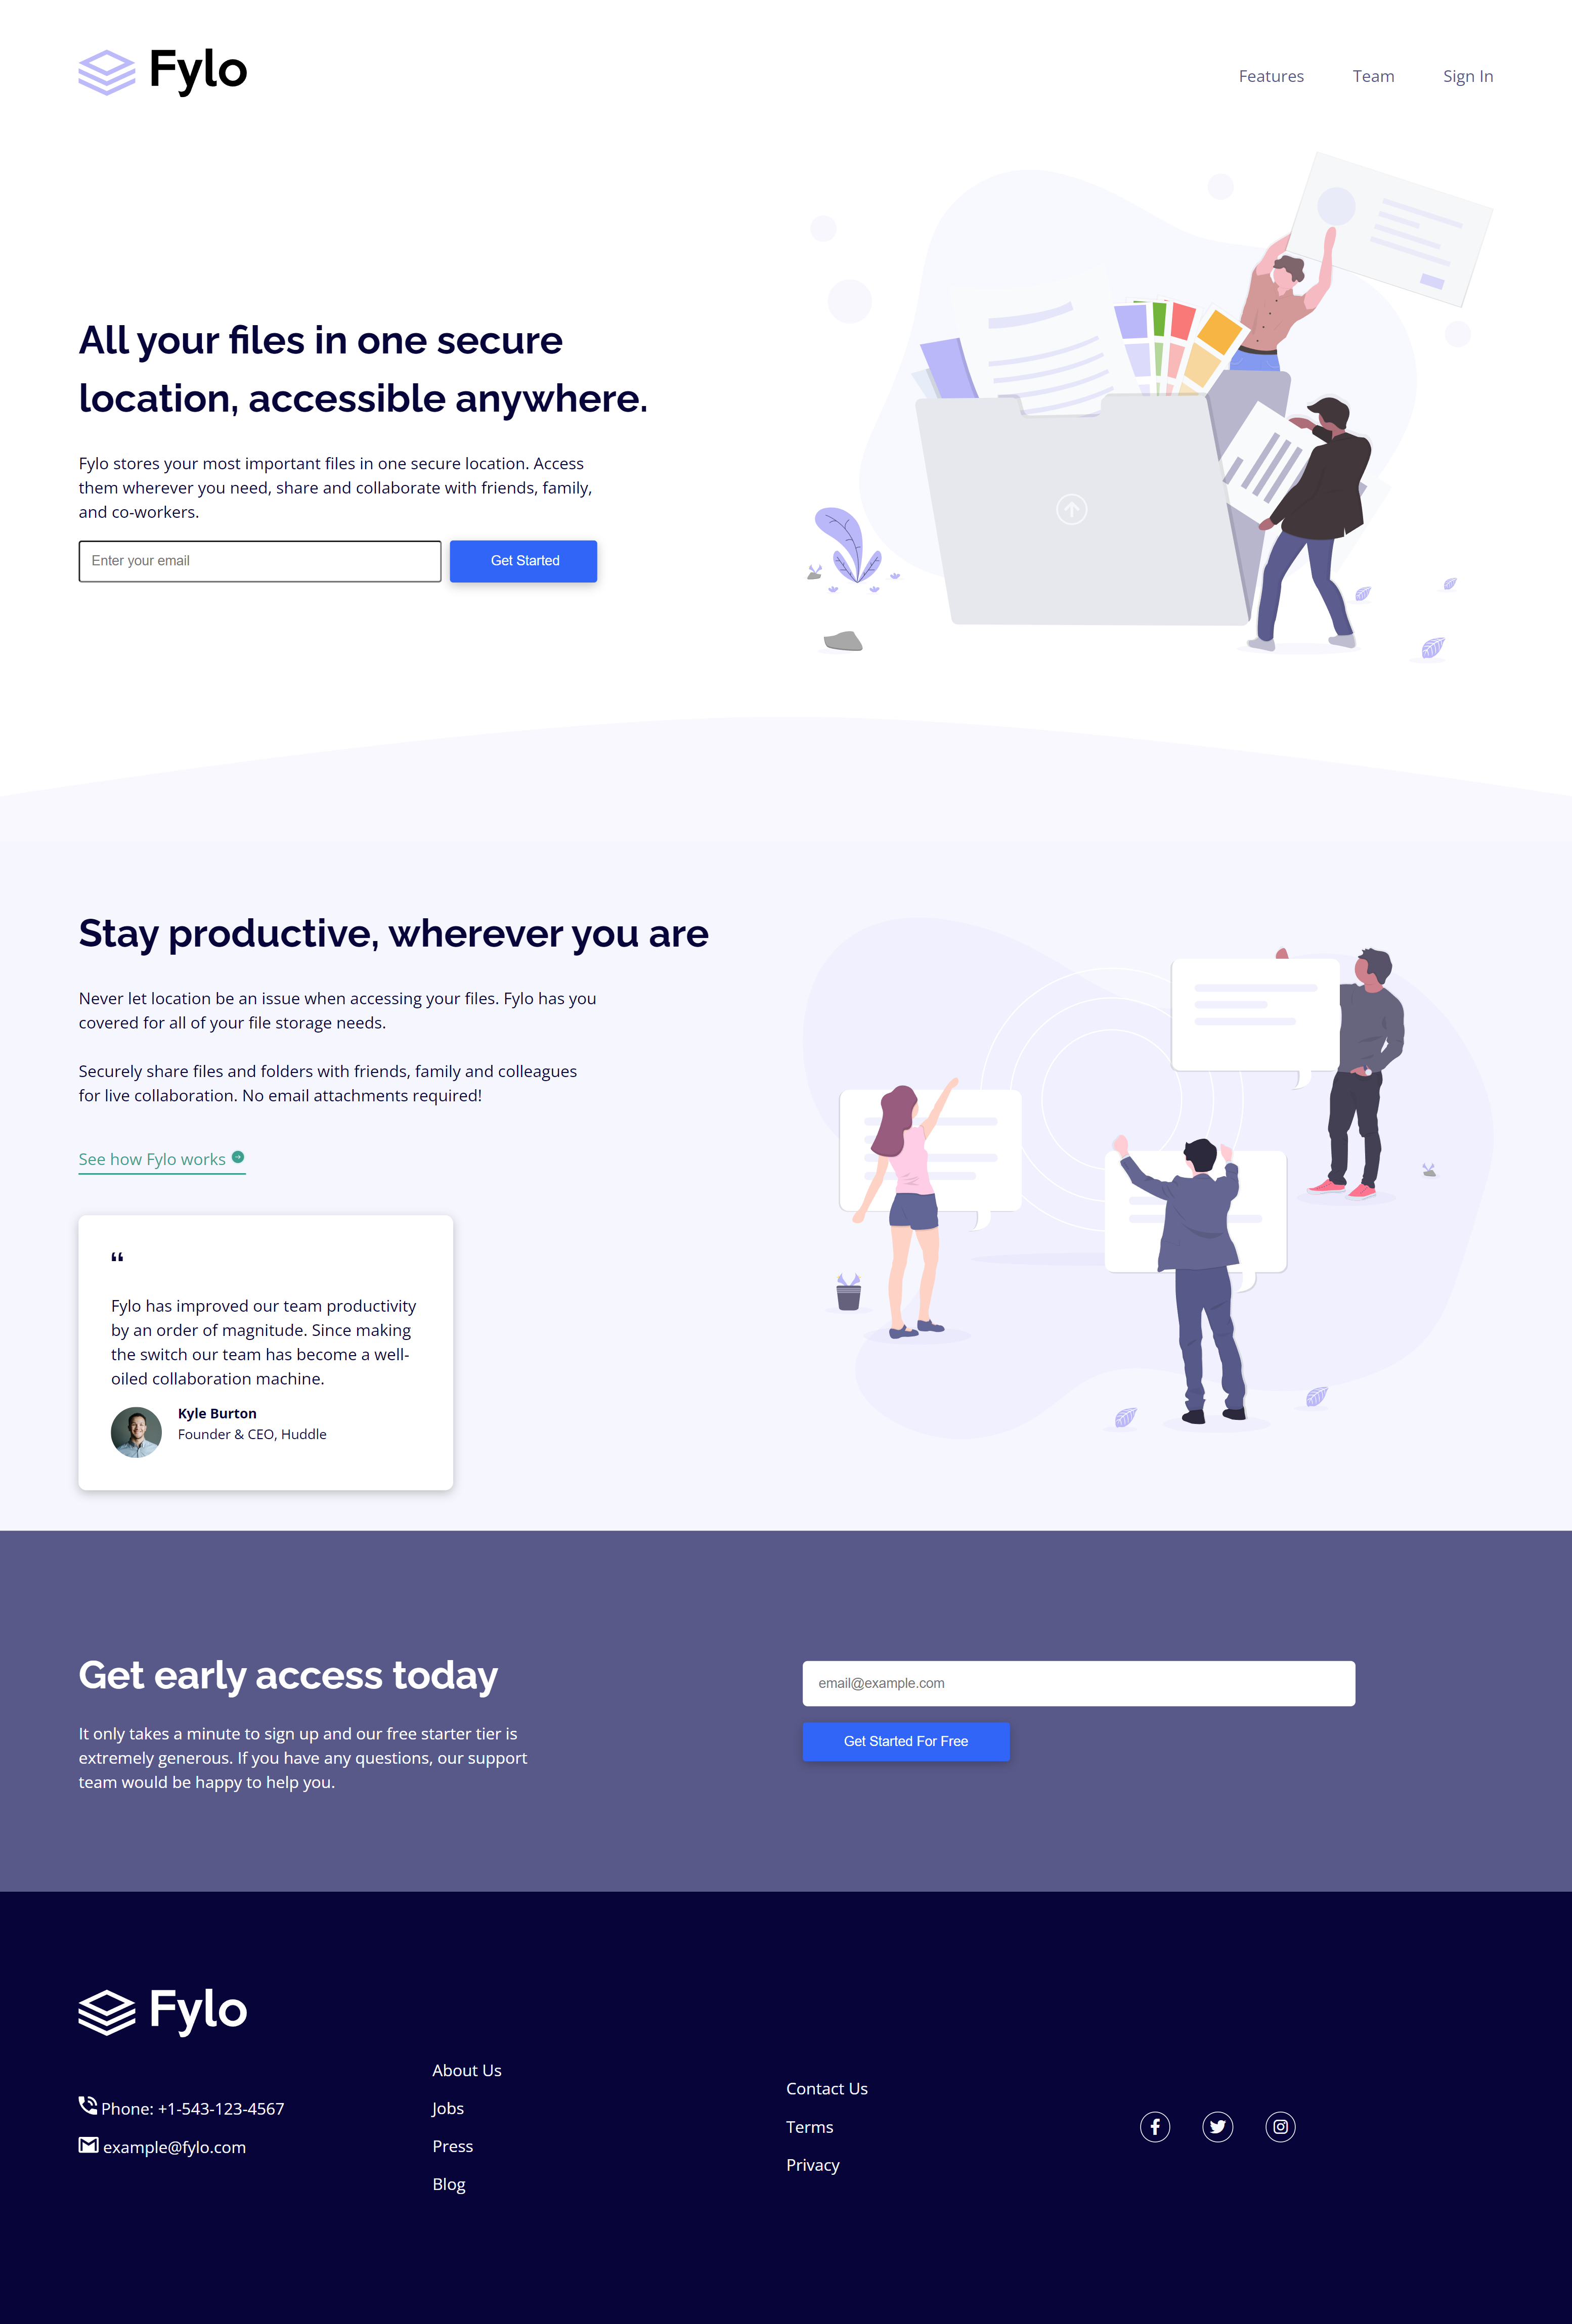 Fylo
Features
Team
Sign In
All your files in one secure
location, accessible anywhere.
Fylo stores your most important files in one secure location. Access
them wherever you need, share and collaborate with friends, family,
and co-workers.
Enter your email
Get Started
Stay productive, wherever you are
Never let location be an issue when accessing your files. Fylo has you
covered for all of your file storage needs.
Securely share files and folders with friends, family and colleagues
for live collaboration. No email attachments required!
See how Fylo works
“
Fylo has improved our team productivity
by an order of magnitude. Since making
the switch our team has become a well-
oiled collaboration machine.
Kyle Burton
Founder & CEO, Huddle
Get early access today
It only takes a minute to sign up and our free starter tier is
extremely generous. If you have any questions, our support
team would be happy to help you.
email@example.com
Get Started For Free
Fylo
Phone: +1-543-123-4567
example@fylo.com
About Us
Jobs
Press
Blog
Contact Us
Terms
Privacy